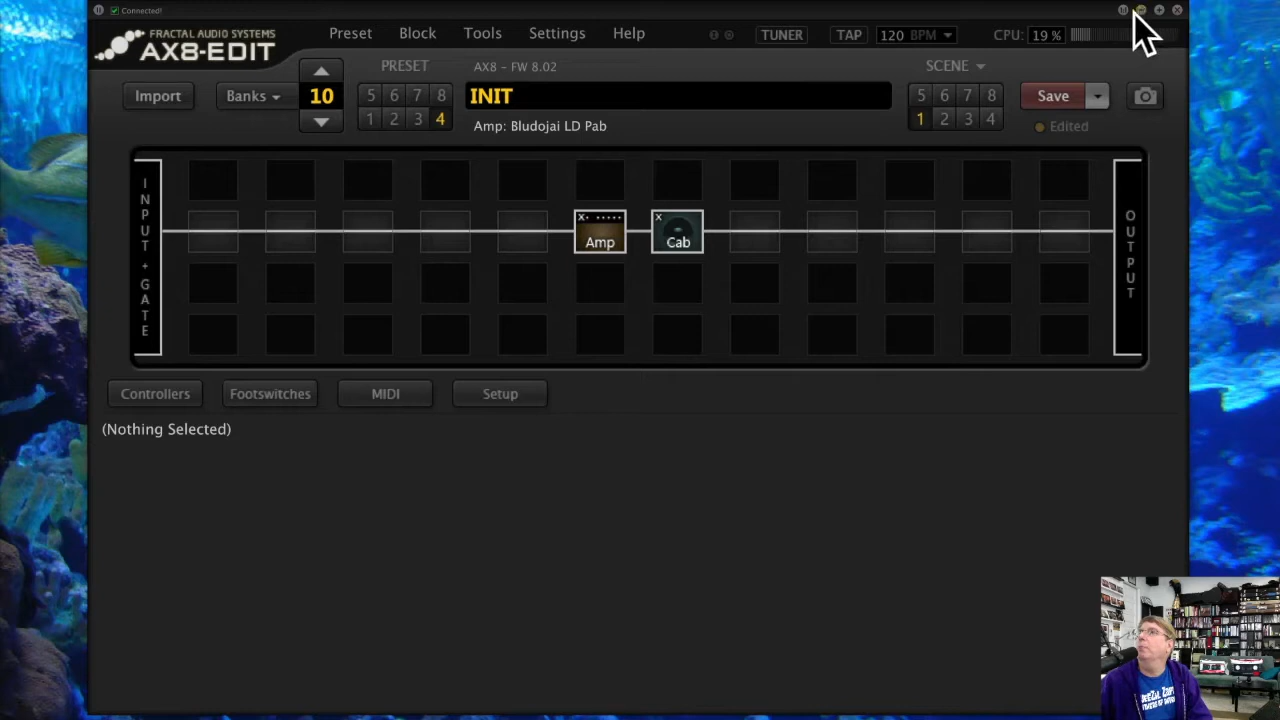 Connected!
FRACTAL AUDIO SYSTEMS
AX8-EDIT
Preset Block Tools Settings Help
TUNER TAP 120 BPM CPU: 19 %
PRESET
AX8 – FW 8.02
SCENE
Import Banks 10
5 6 7 8
1 2 3 4
INIT
Amp: Bludojai LD Pab
5 6 7 8
1 2 3 4
Save
Edited
INPUT + GATE
X
Amp
X
Cab
OUTPUT
Controllers Footswitches MIDI Setup
(Nothing Selected)